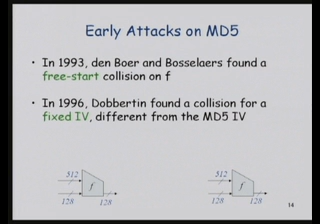 Early Attacks on MD5
• In 1993, den Boer and Bosselaers found a
free-start collision on f
• In 1996, Dobbertin found a collision for a
fixed IV, different from the MD5 IV
512
f
128
128
512
f
128
128
14